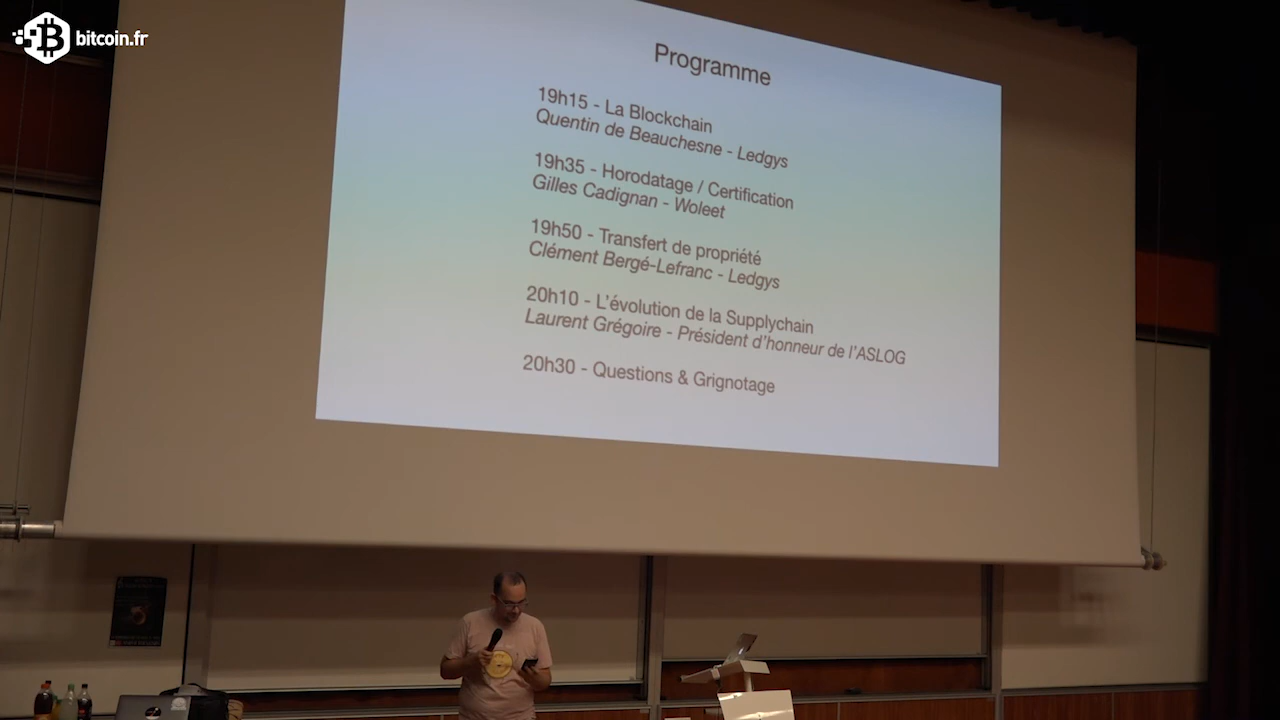 bitcoin.fr
Programme
19h15 - La Blockchain
Quentin de Beauchesne - Ledgys
19h35 - Horodatage / Certification
Gilles Cadignan - Woleet
19h50 - Transfert de propriété
Clément Bergé-Lefranc - Ledgys
20h10 - L'évolution de la Supplychain
Laurent Grégoire - Président d'honneur de l'ASLOG
20h30 - Questions & Grignotage